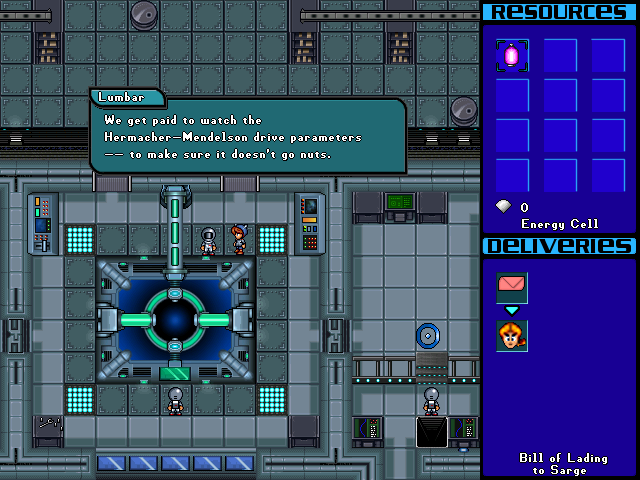 RESOURCES
Lumbar
We get paid to watch the
Hermacher-Mendelson drive parameters
-- to make sure it doesn't go nuts.
0
Energy Cell
DELIVERIES
Bill of Lading
to Sarge